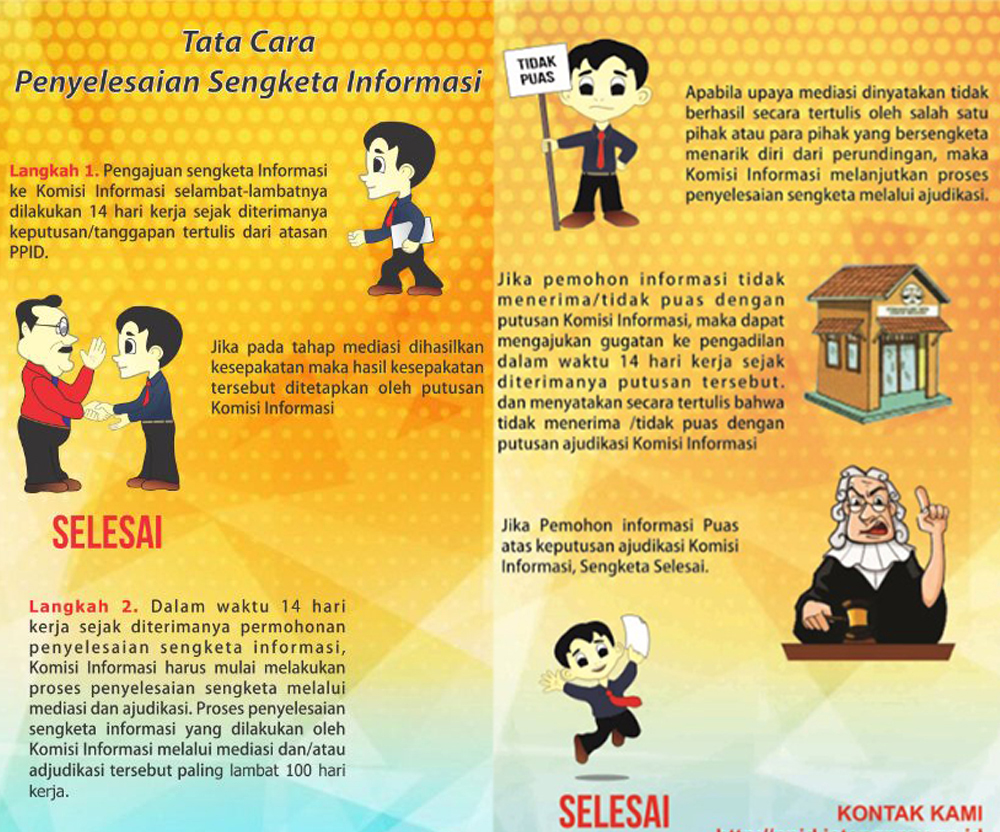 Tata Cara
Penyelesaian Sengketa Informasi
Langkah 1. Pengajuan sengketa Informasi
ke Komisi Informasi selambat-lambatnya
dilakukan 14 hari kerja sejak diterimanya
keputusan/tanggapan tertulis dari atasan
PPID.
Jika pada tahap mediasi dihasilkan
kesepakatan maka hasil kesepakatan
tersebut ditetapkan oleh putusan
Komisi Informasi
SELESAI
Langkah 2. Dalam waktu 14 hari
kerja sejak diterimanya permohonan
penyelesaian sengketa informasi,
Komisi Informasi harus mulai melakukan
proses penyelesaian sengketa melalui
mediasi dan ajudikasi. Proses penyelesaian
sengketa informasi yang dilakukan oleh
Komisi Informasi melalui mediasi dan/atau
adjudikasi tersebut paling lambat 100 hari
kerja.
TIDAK
PUAS
Apabila upaya mediasi dinyatakan tidak
berhasil secara tertulis oleh salah satu
pihak atau para pihak yang bersengketa
menarik diri dari perundingan, maka
Komisi Informasi melanjutkan proses
penyelesaian sengketa melalui ajudikasi.
Jika pemohon informasi tidak
menerima/tidak puas dengan
putusan Komisi Informasi, maka dapat
mengajukan gugatan ke pengadilan
dalam waktu 14 hari kerja sejak
diterimanya putusan tersebut.
dan menyatakan secara tertulis bahwa
tidak menerima /tidak puas dengan
putusan ajudikasi Komisi Informasi
Jika Pemohon informasi Puas
atas keputusan ajudikasi Komisi
Informasi, Sengketa Selesai.
SELESAI
KONTAK KAMI